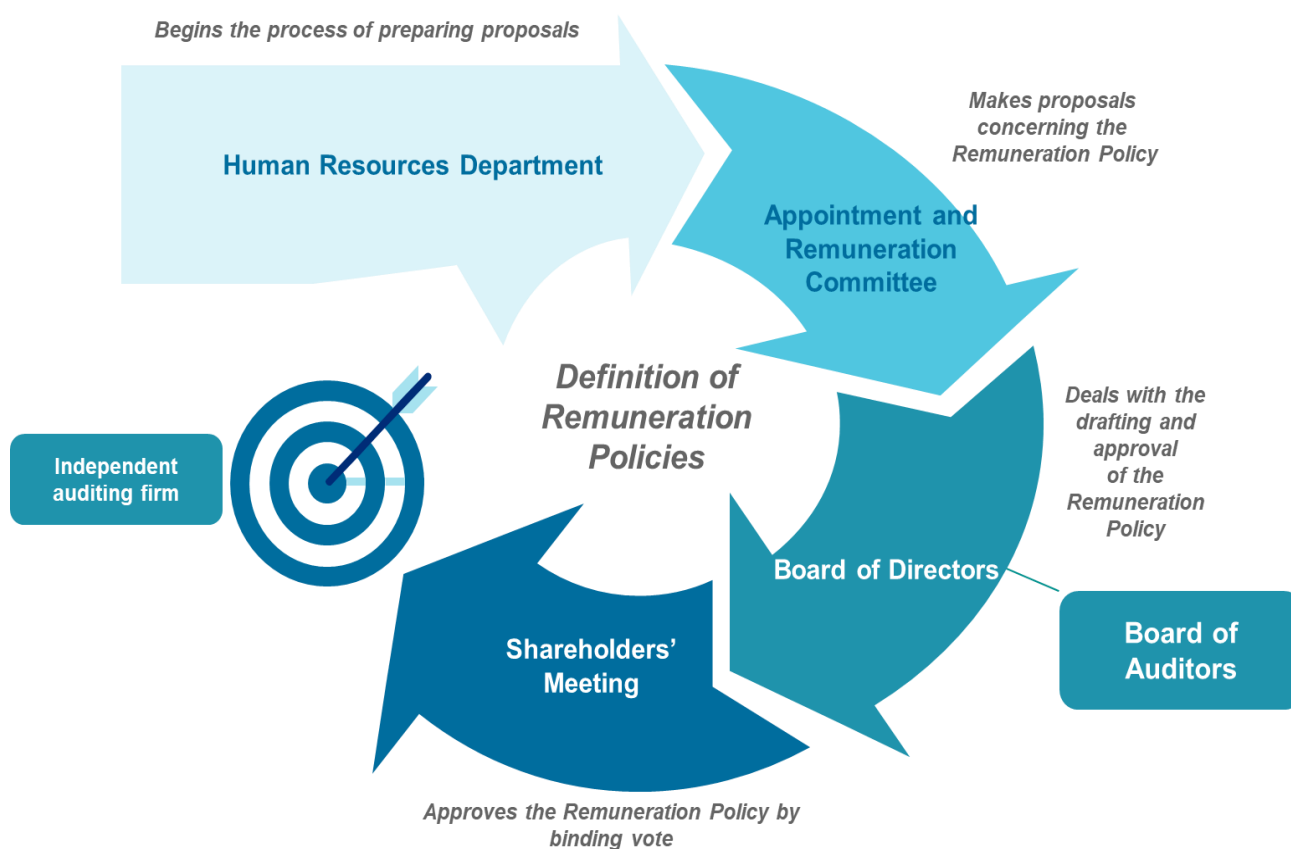 Begins the process of preparing proposals
Human Resources Department
Makes proposals
concerning the
Remuneration Policy
Appointment and
Remuneration
Committee
Definition of
Remuneration
Policies
Deals with the
drafting and
approval
of the
Remuneration
Policy
Independent
auditing firm
Board of Directors
Board of
Auditors
Shareholders’
Meeting
Approves the Remuneration Policy by
binding vote